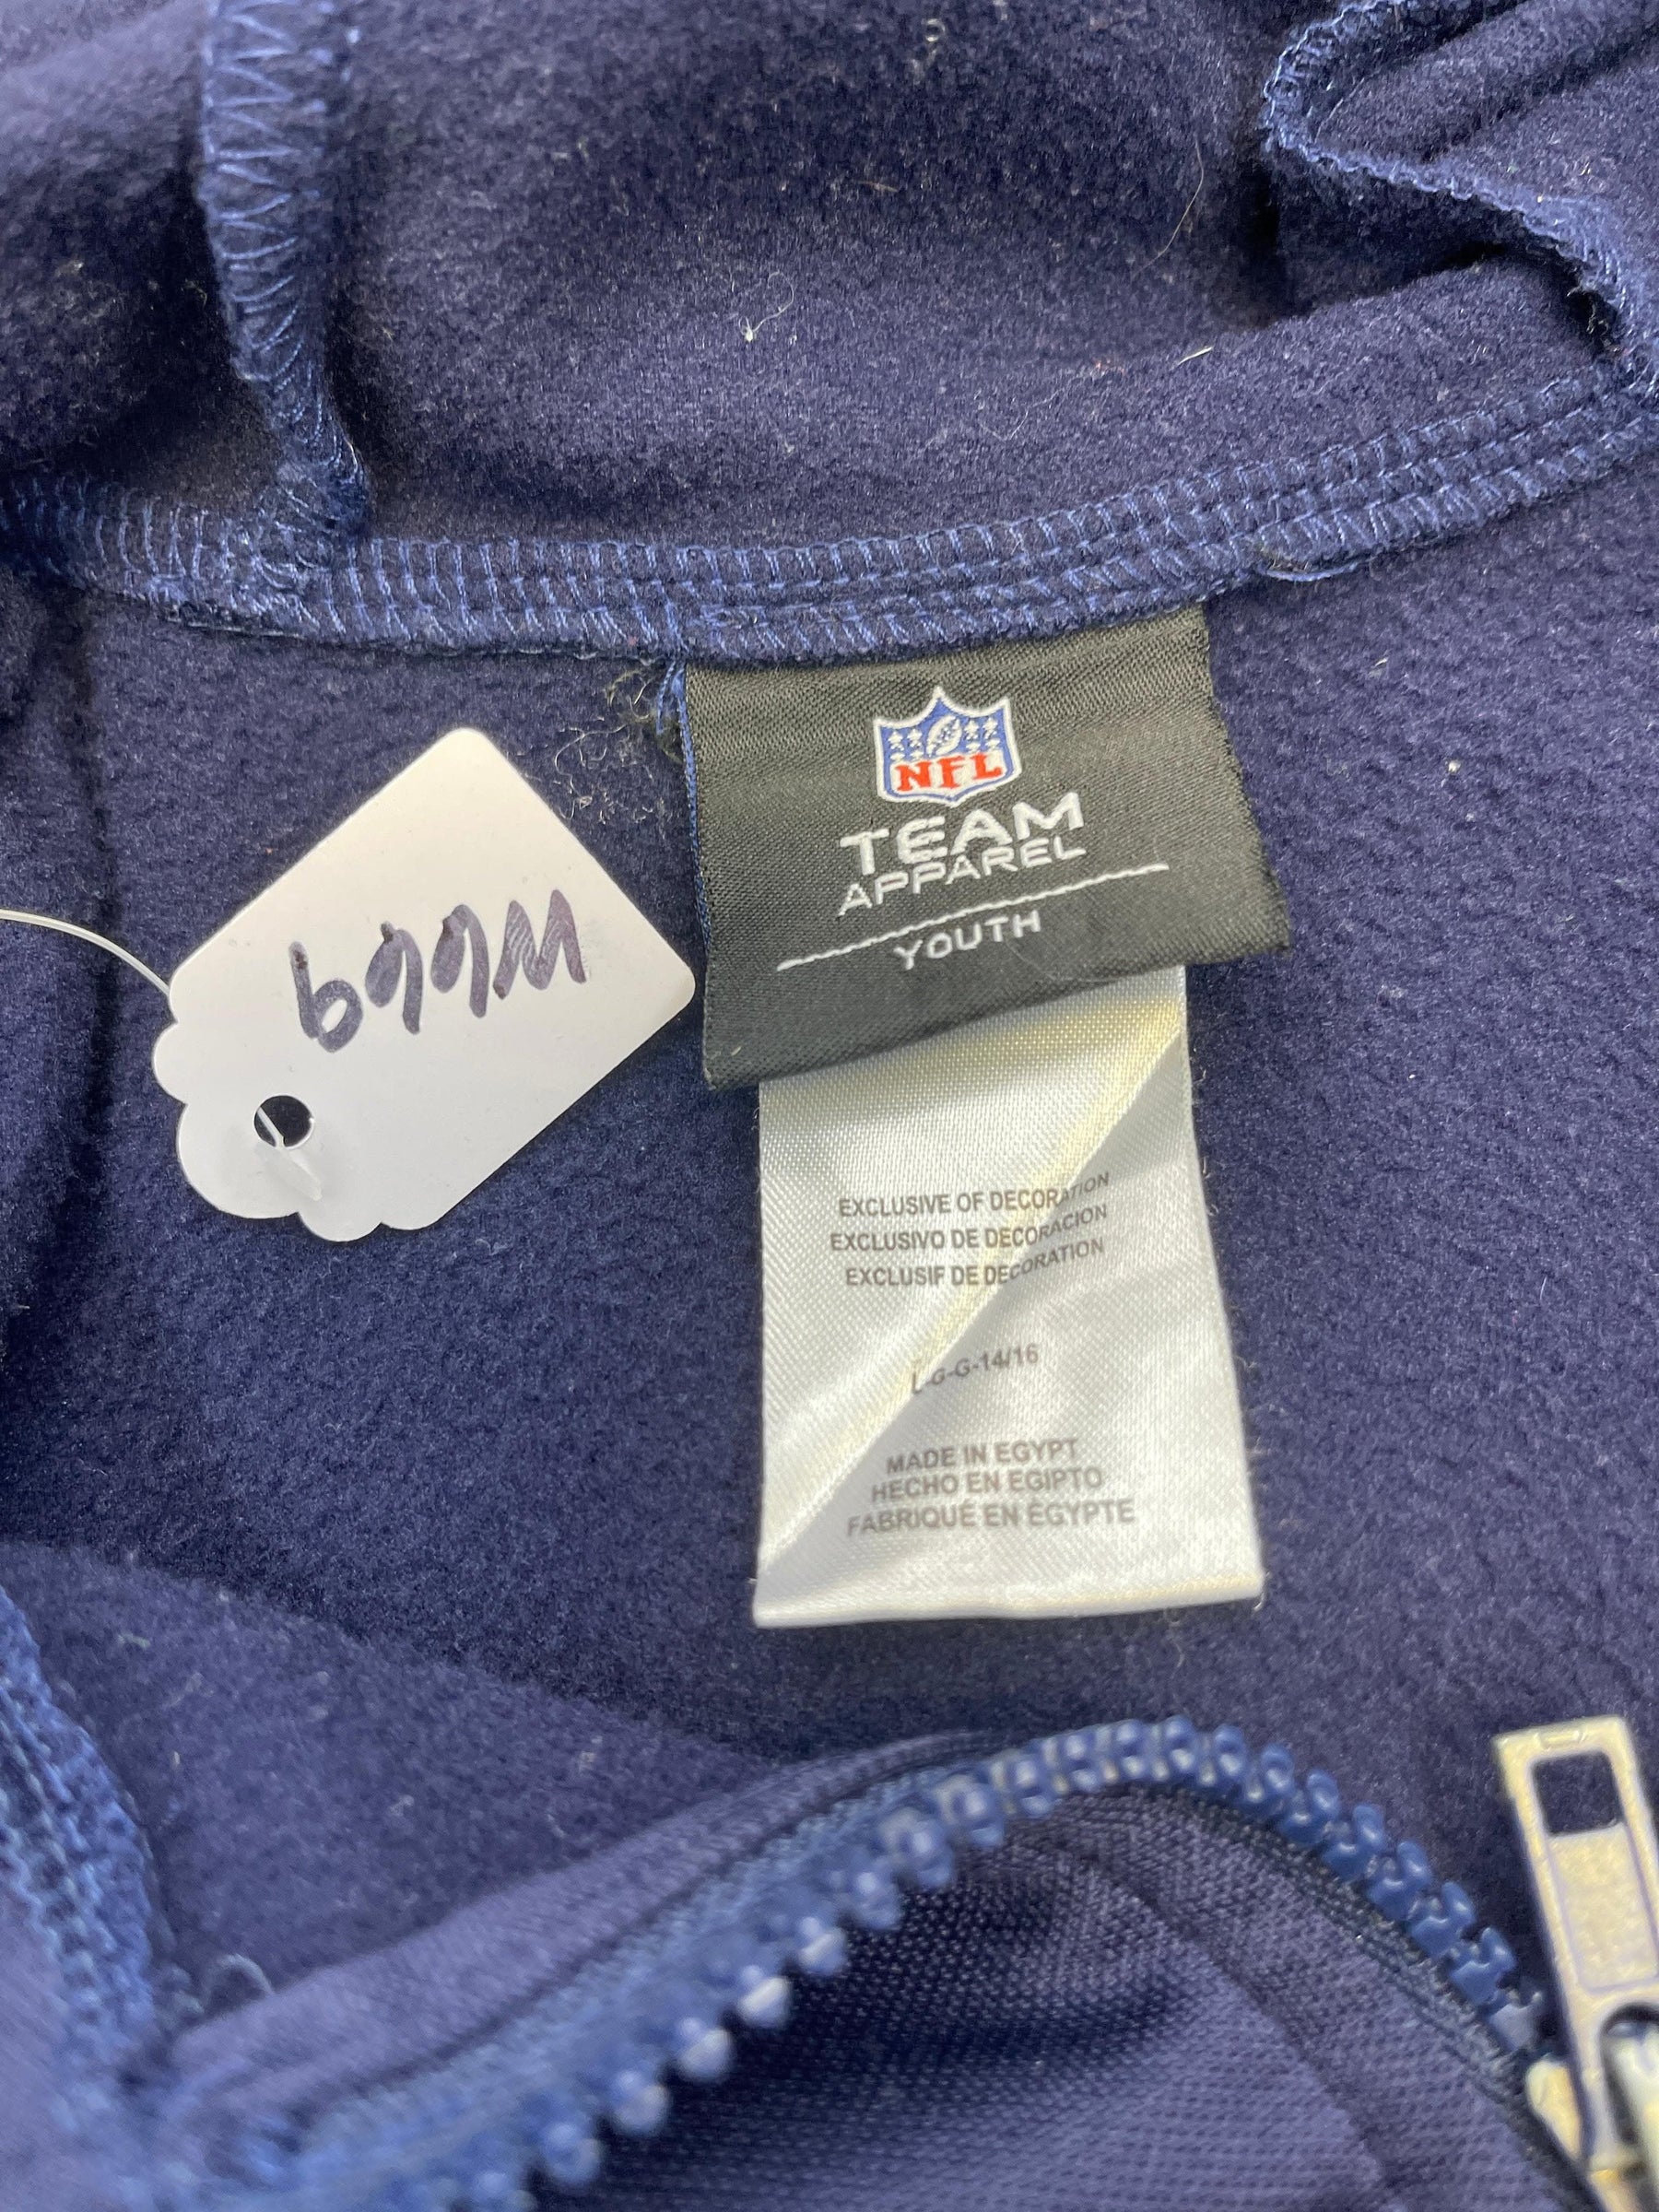 NFL
TEAM
APPAREL
YOUTH
W669
EXCLUSIVE OF DECORATION
EXCLUSIVO DE DECORACION
EXCLUSIF DE DECORATION
L-G-G-14/16
MADE IN EGYPT
HECHO EN EGIPTO
FABRIQUÉ EN ÉGYPTE